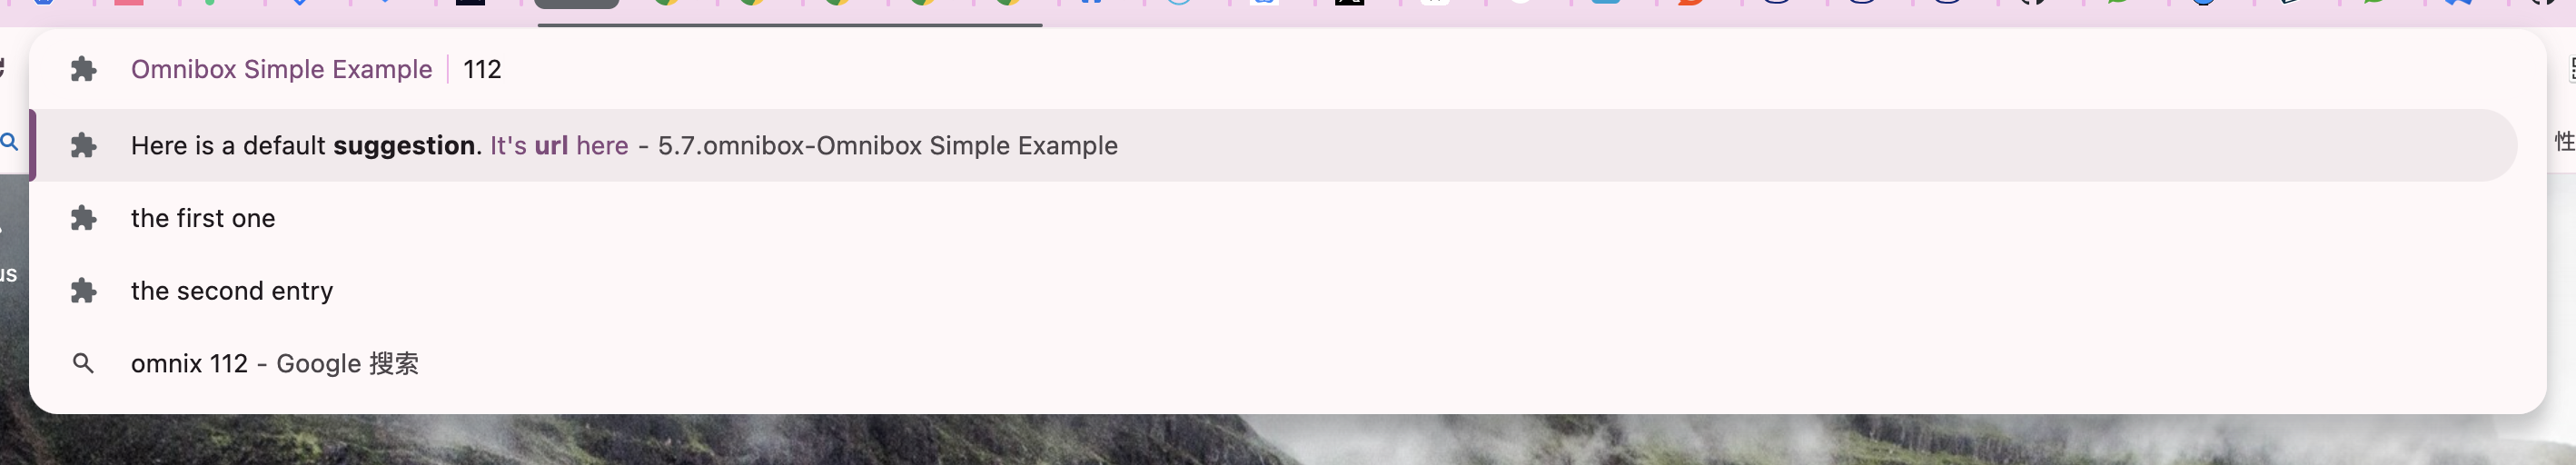 Omnibox Simple Example 112
Here is a default suggestion. It's url here - 5.7.omnibox-Omnibox Simple Example
the first one
the second entry
omnix 112 - Google 搜索
us
性